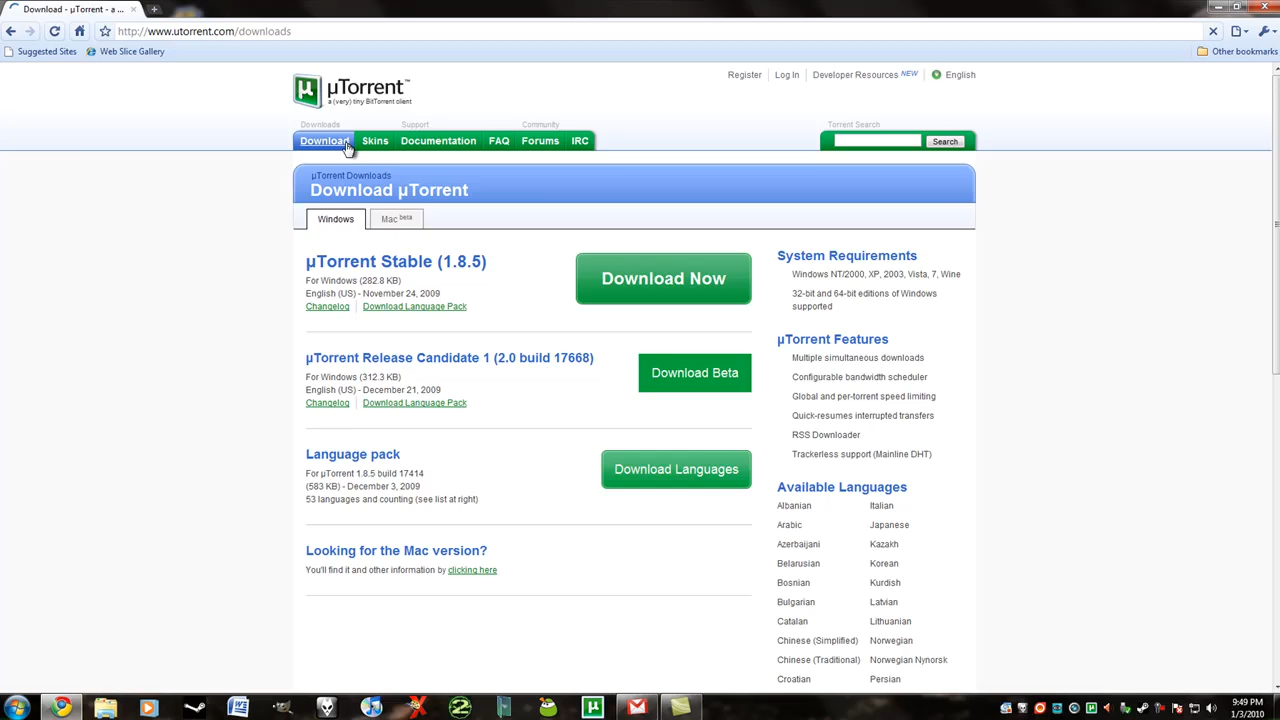 Download - µTorrent - a ...
http://www.utorrent.com/downloads
Suggested Sites
Web Slice Gallery
Other bookmarks
µTorrent™
a (very) tiny BitTorrent client
Register
Log In
Developer Resources NEW
English
Downloads
Support
Community
Torrent Search
Download
Skins
Documentation
FAQ
Forums
IRC
Search
µTorrent Downloads
Download µTorrent
Windows
Mac beta
µTorrent Stable (1.8.5)
For Windows (282.8 KB)
English (US) - November 24, 2009
Changelog
Download Language Pack
Download Now
µTorrent Release Candidate 1 (2.0 build 17668)
For Windows (312.3 KB)
English (US) - December 21, 2009
Changelog
Download Language Pack
Download Beta
Language pack
For µTorrent 1.8.5 build 17414
(583 KB) - December 3, 2009
53 languages and counting (see list at right)
Download Languages
Looking for the Mac version?
You'll find it and other information by clicking here
System Requirements
Windows NT/2000, XP, 2003, Vista, 7, Wine
32-bit and 64-bit editions of Windows
supported
µTorrent Features
Multiple simultaneous downloads
Configurable bandwidth scheduler
Global and per-torrent speed limiting
Quick-resumes interrupted transfers
RSS Downloader
Trackerless support (Mainline DHT)
Available Languages
Albanian
Italian
Arabic
Japanese
Azerbaijani
Kazakh
Belarusian
Korean
Bosnian
Kurdish
Bulgarian
Latvian
Catalan
Lithuanian
Chinese (Simplified)
Norwegian
Chinese (Traditional)
Norwegian Nynorsk
Croatian
Persian
9:49 PM
1/3/2010